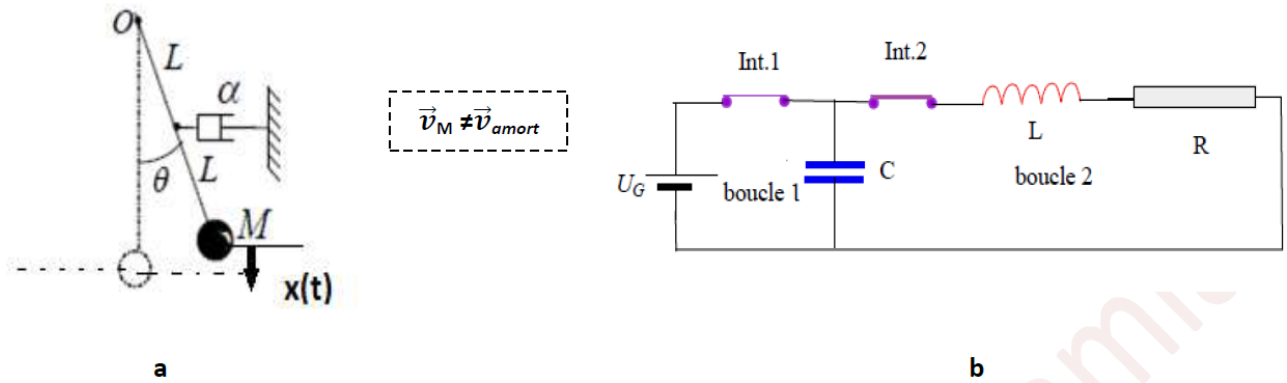 O
L
α
θ
L
M
x(t)
a
v⃗M ≠ v⃗amort
Int.1
Int.2
L
R
UG
boucle 1
C
boucle 2
b